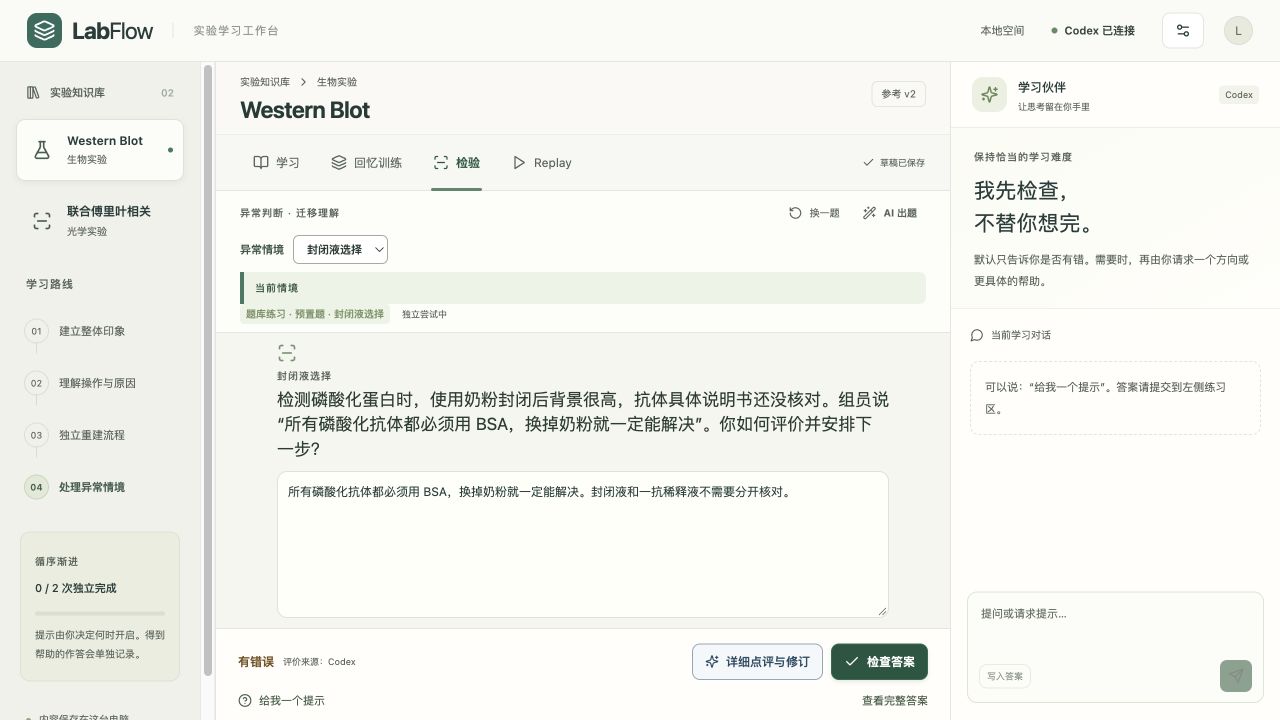 LabFlow
实验学习工作台
本地空间
Codex 已连接
L
实验知识库
02
Western Blot
生物实验
联合傅里叶相关
光学实验
学习路线
01
建立整体印象
02
理解操作与原因
03
独立重建流程
04
处理异常情境
循序渐进
0 / 2 次独立完成
提示由你决定何时开启。得到
帮助的作答会单独记录。
实验知识库 > 生物实验
Western Blot
参考 v2
学习
回忆训练
检验
Replay
草稿已保存
异常判断 · 迁移理解
换一题
AI 出题
异常情境
封闭液选择
当前情境
题库练习 · 预置题 · 封闭液选择
独立尝试中
封闭液选择
检测磷酸化蛋白时，使用奶粉封闭后背景很高，抗体具体说明书还没核对。组员说
“所有磷酸化抗体都必须用 BSA，换掉奶粉就一定能解决”。你如何评价并安排下
一步?
所有磷酸化抗体都必须用 BSA，换掉奶粉就一定能解决。封闭液和一抗稀释液不需要分开核对。
有错误
评价来源：Codex
详细点评与修订
检查答案
给我一个提示
查看完整答案
学习伙伴
让思考留在你手里
Codex
保持恰当的学习难度
我先检查，
不替你想完。
默认只告诉你是否有错。需要时，再由你请求一个方向或
更具体的帮助。
当前学习对话
可以说：“给我一个提示”。答案请提交到左侧练习
区。
提问或请求提示...
写入答案